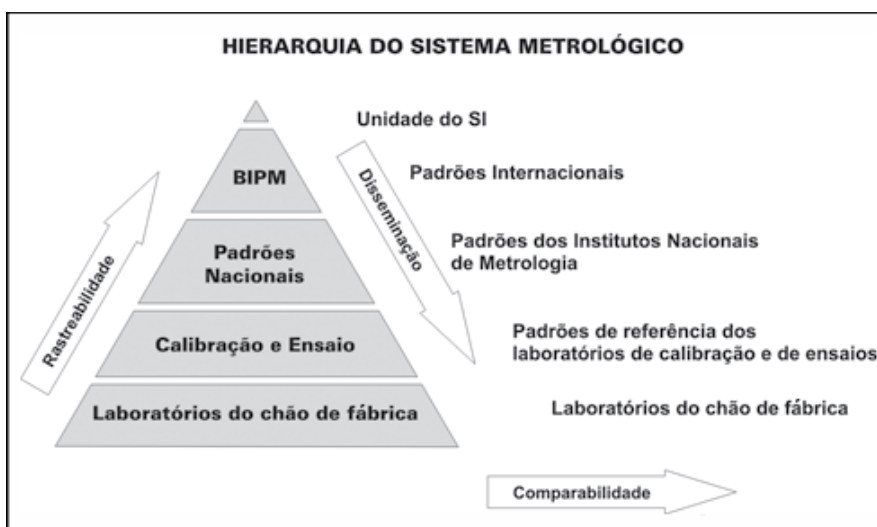 HIERARQUIA DO SISTEMA METROLÓGICO
Unidade do SI
BIPM
Padrões Internacionais
Disseminação
Rastreabilidade
Padrões
Nacionais
Padrões dos Institutos Nacionais
de Metrologia
Calibração e Ensaio
Padrões de referência dos
laboratórios de calibração e de ensaios
Laboratórios do chão de fábrica
Laboratórios do chão de fábrica
Comparabilidade